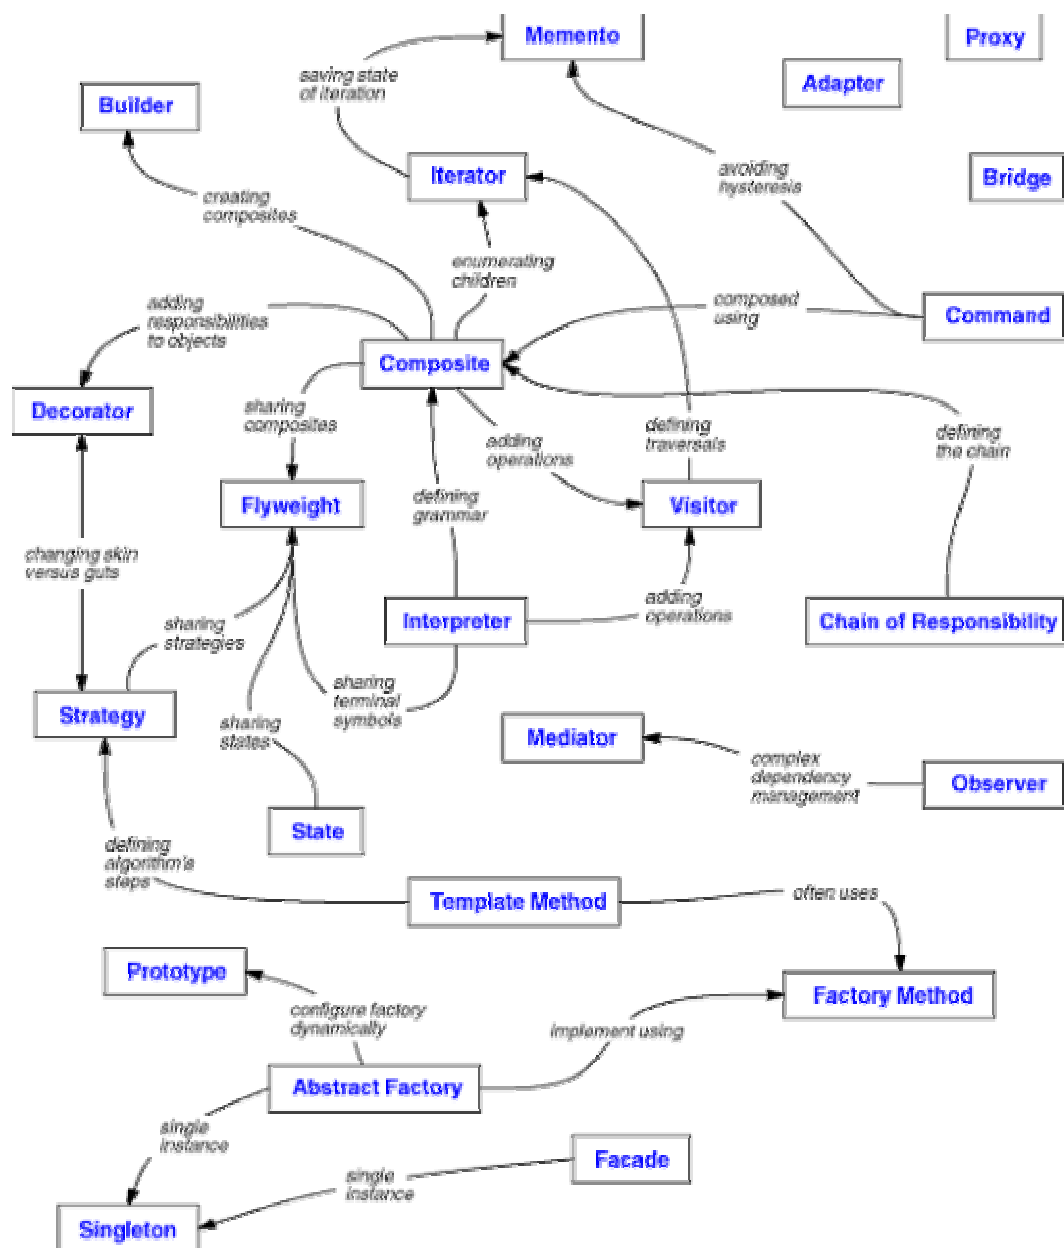 Memento
Proxy
saving state
of iteration
Adapter
Builder
avoiding
hysteresis
Iterator
Bridge
creating
composites
enumerating
children
adding
responsibilities
to objects
composed
using
Command
Composite
Decorator
sharing
composites
adding
operations
defining
traversals
defining
the chain
Flyweight
defining
grammar
Visitor
changing skin
versus guts
sharing
strategies
Interpreter
adding
operations
Chain of Responsibility
sharing
terminal
symbols
Strategy
sharing
states
Mediator
complex
dependency
management
Observer
State
defining
algorithm's
steps
Template Method
often uses
Prototype
Factory Method
configure factory
dynamically
implement using
Abstract Factory
single
instance
Facade
single
instance
Singleton